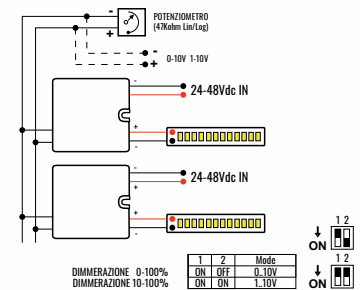 -
+
POTENZIOMETRO
(47Kohm Lin/Log)
-
+
0-10V 1-10V
-
24-48Vdc IN
+
-
-
24-48Vdc IN
+
-
1 2
ON
DIMMERAZIONE 0-100%
DIMMERAZIONE 10-100%
1 2 Mode
ON OFF 0..10V
ON ON 1..10V
1 2
ON